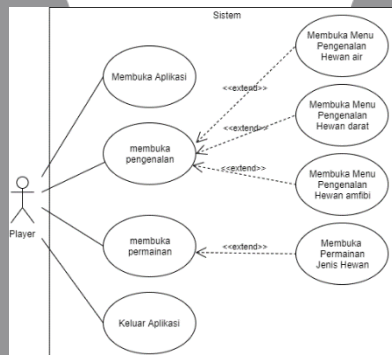 Sistem
Membuka Menu
Pengenalan
Hewan air
<<extend>>
Membuka Aplikasi
Membuka Menu
Pengenalan
Hewan darat
<<extend>>
membuka
pengenalan
<<extend>>
Membuka Menu
Pengenalan
Hewan amfibi
Player
membuka
permainan
<<extend>>
Membuka
Permainan
Jenis Hewan
Keluar Aplikasi